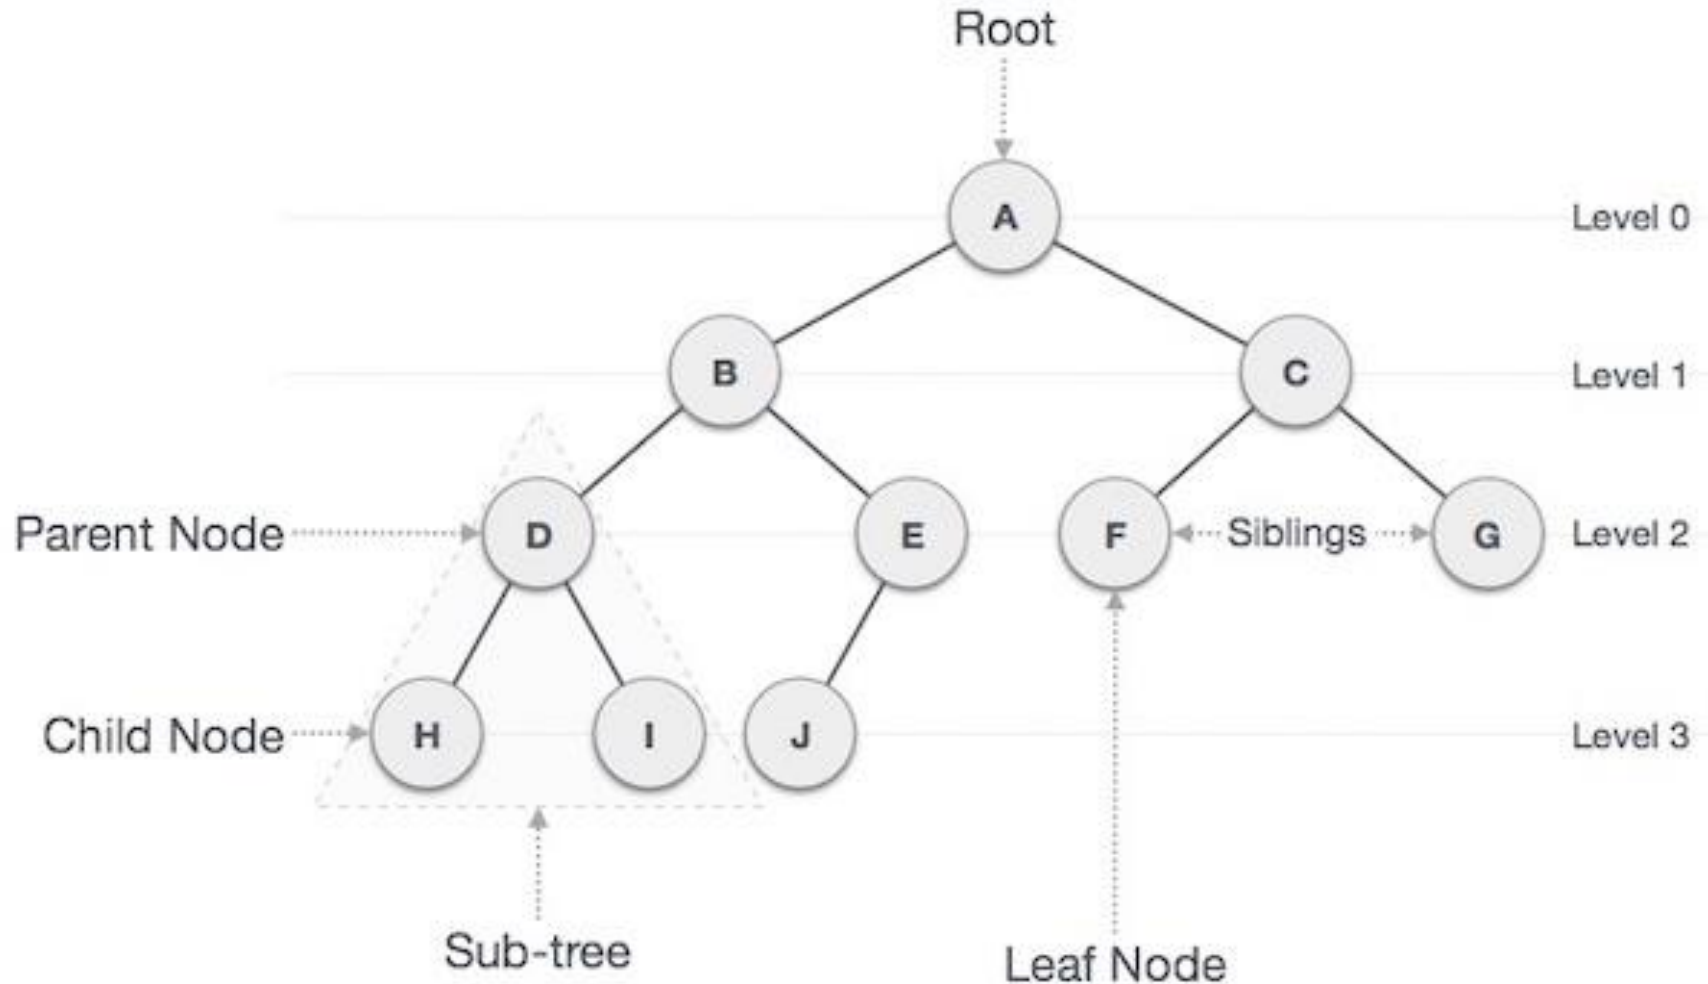 Root
A
Level 0
B
C
Level 1
Parent Node
D
E
F
Siblings
G
Level 2
Child Node
H
I
J
Level 3
Sub-tree
Leaf Node